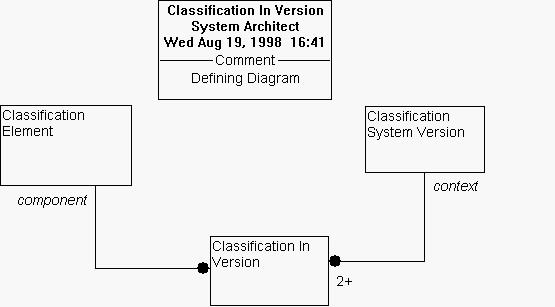 Classification In Version
System Architect
Wed Aug 19, 1998 16:41
Comment
Defining Diagram
Classification
Element
Classification
System Version
component
context
Classification In
Version
2+